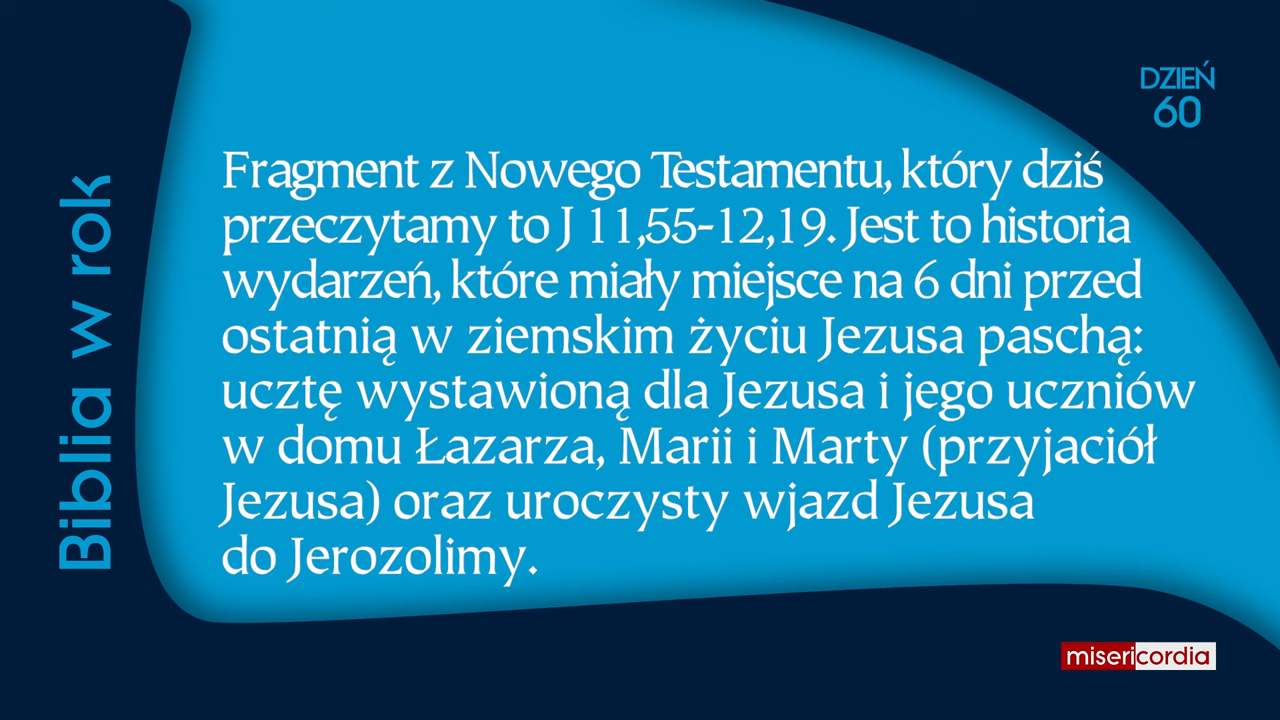 DZIEŃ
60
Biblia w rok
Fragment z Nowego Testamentu, który dziś
przeczytamy to J 11,55-12,19. Jest to historia
wydarzeń, które miały miejsce na 6 dni przed
ostatnią w ziemskim życiu Jezusa paschą:
ucztę wystawioną dla Jezusa i jego uczniów
w domu Łazarza, Marii i Marty (przyjaciół
Jezusa) oraz uroczysty wjazd Jezusa
do Jerozolimy.
misericordia